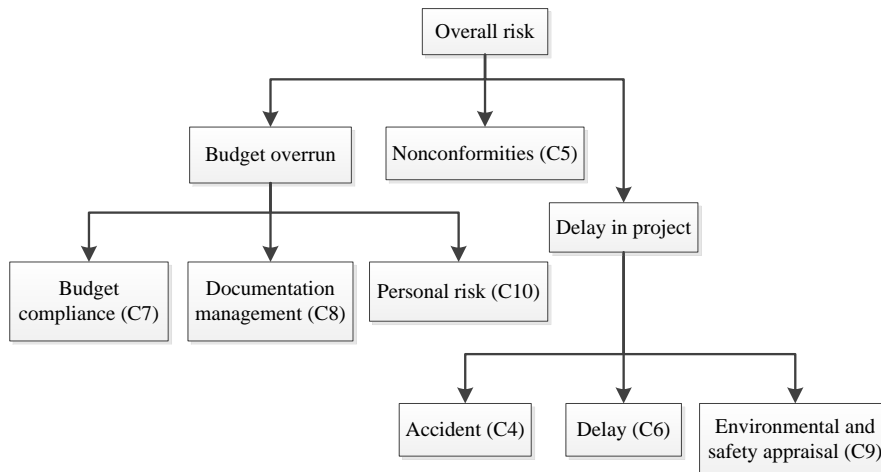 Overall risk
Budget overrun
Nonconformities (C5)
Delay in project
Budget
compliance (C7)
Documentation
management (C8)
Personal risk (C10)
Accident (C4)
Delay (C6)
Environmental and
safety appraisal (C9)